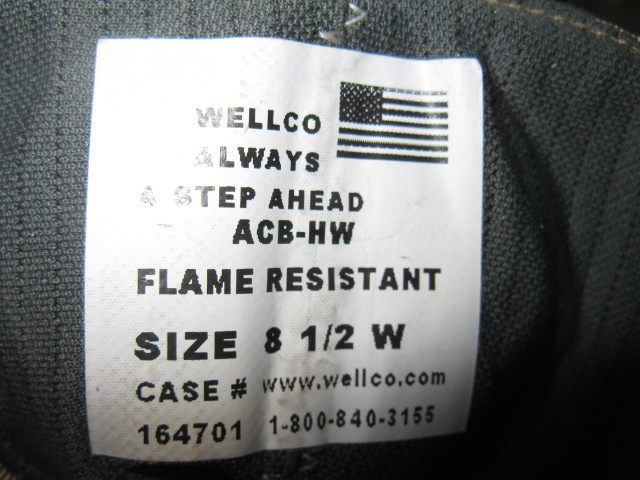 WELLCO
ALWAYS
A STEP AHEAD
ACB-HW
FLAME RESISTANT
SIZE 8 1/2 W
CASE # www.wellco.com
164701 1-800-840-3155